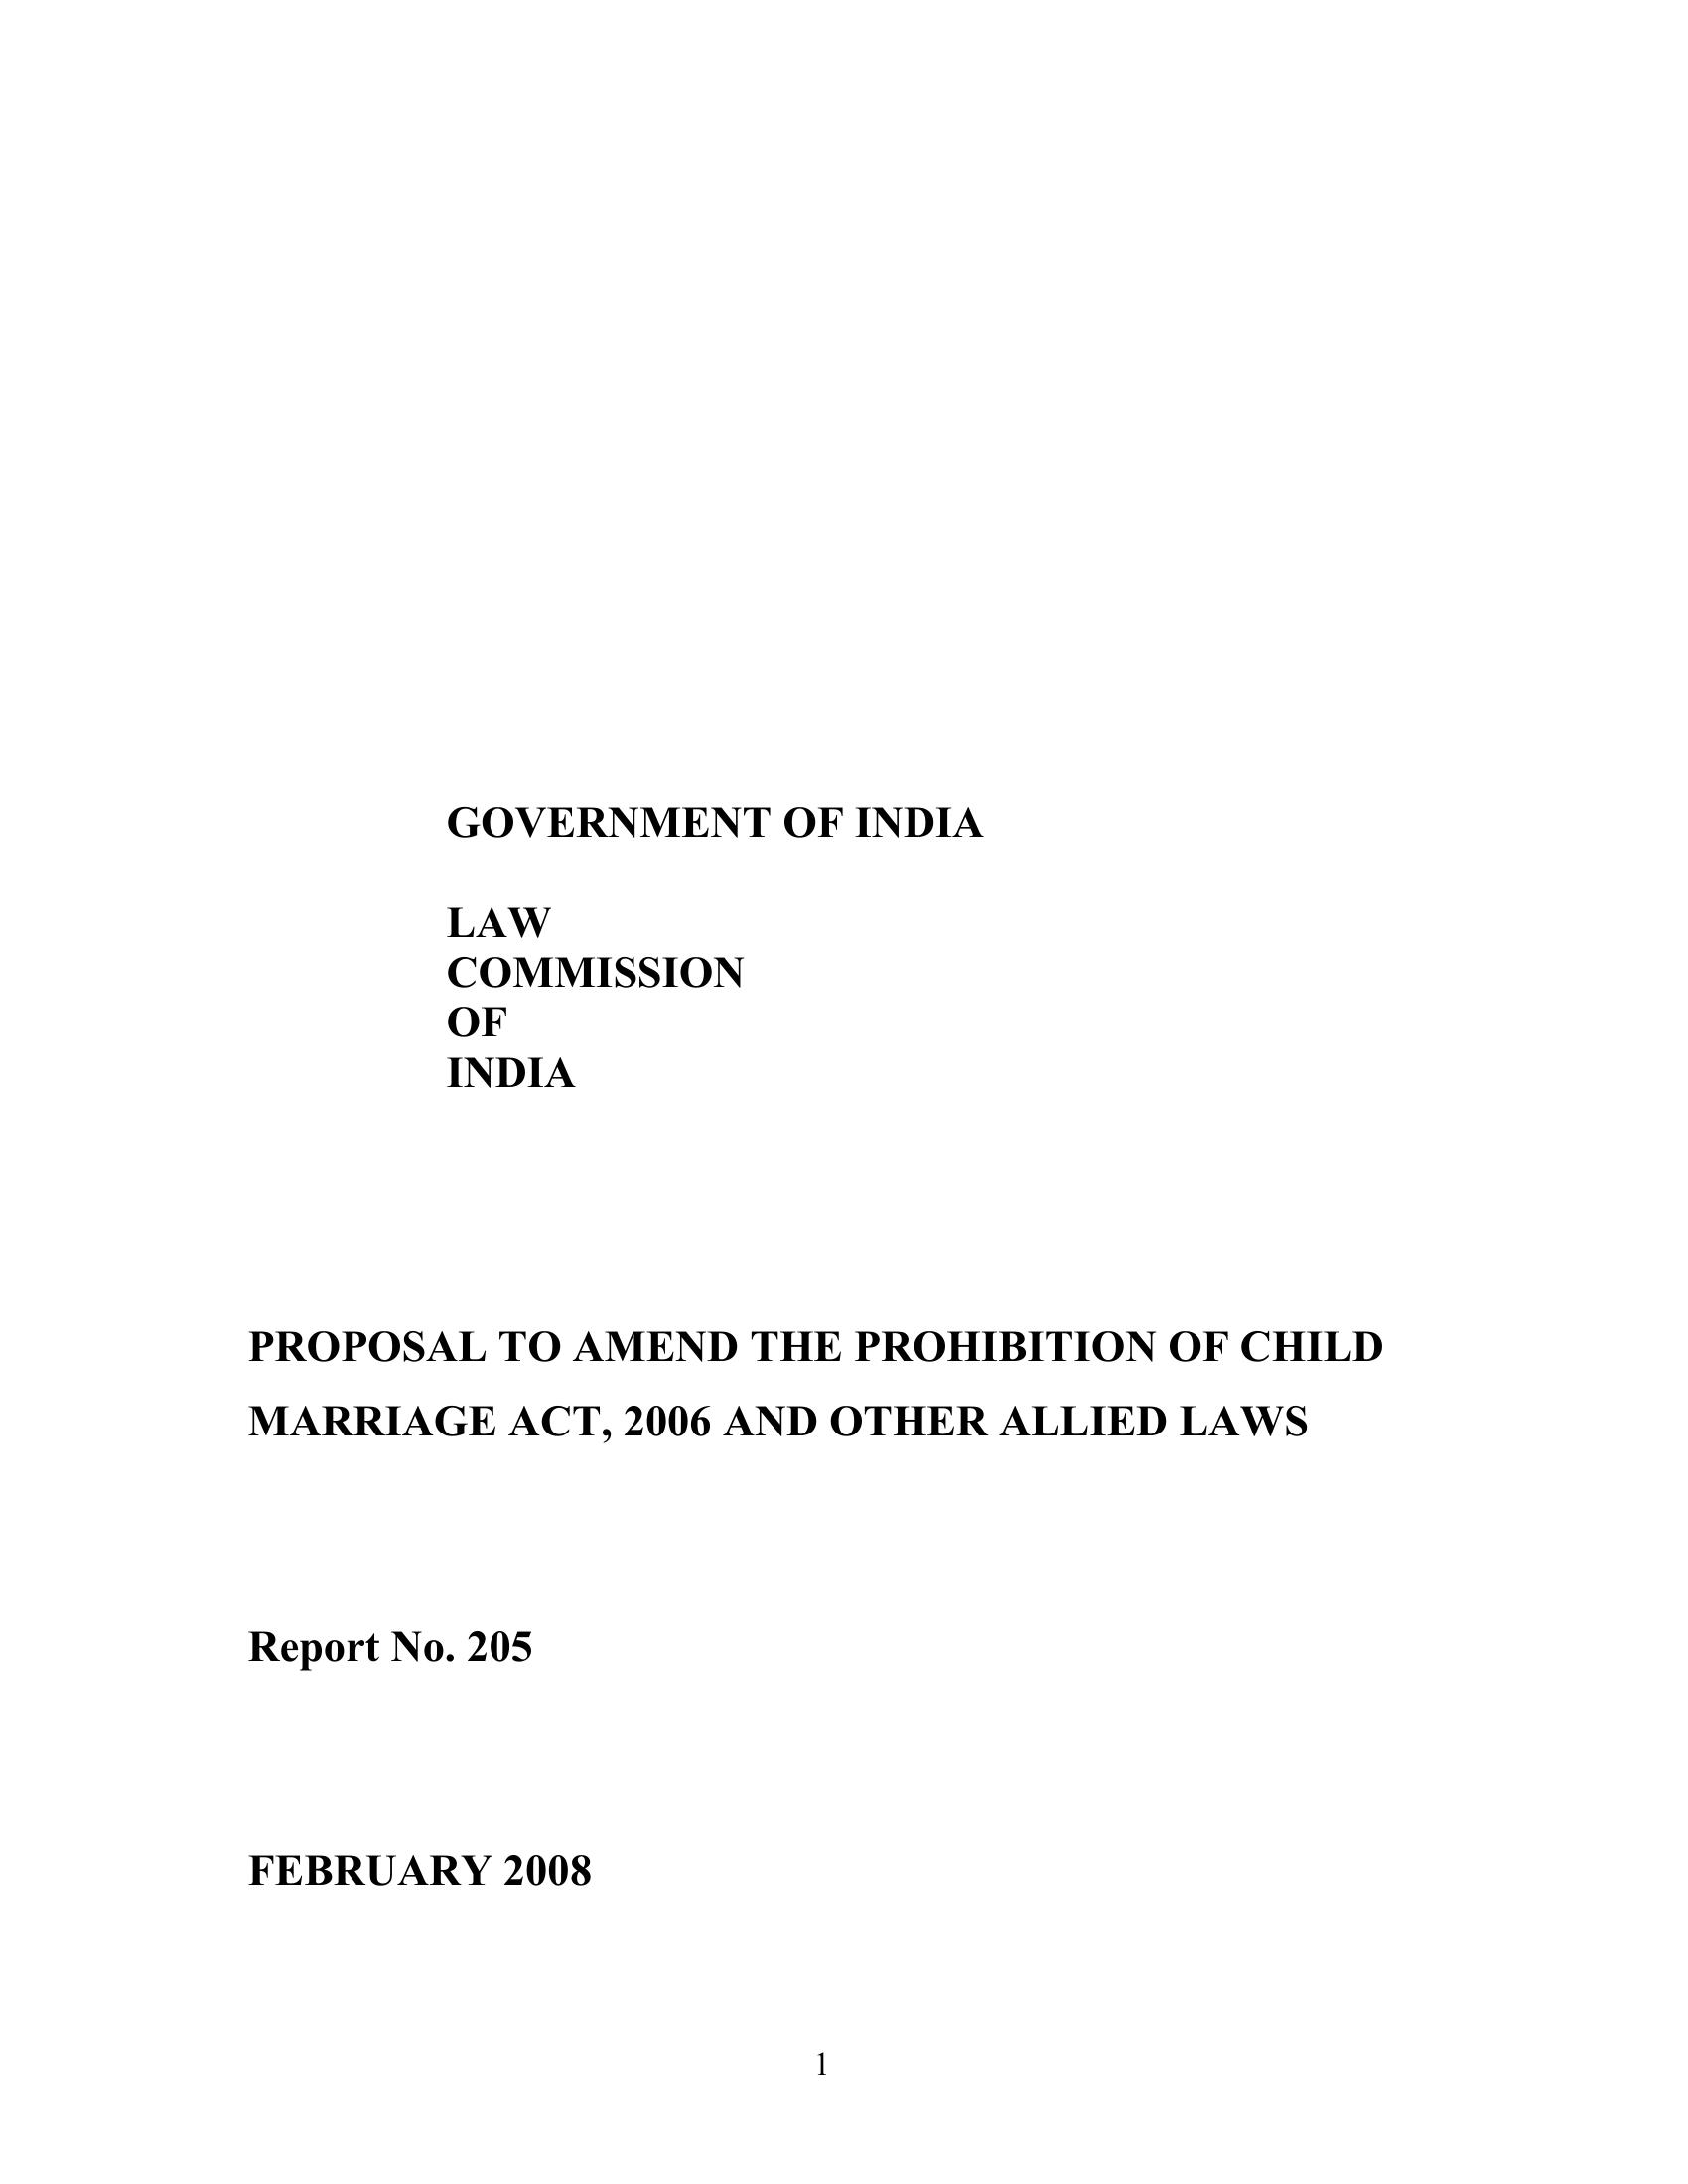 GOVERNMENT OF INDIA
LAW
COMMISSION
OF
INDIA
PROPOSAL TO AMEND THE PROHIBITION OF CHILD
MARRIAGE ACT, 2006 AND OTHER ALLIED LAWS
Report No. 205
FEBRUARY 2008
1